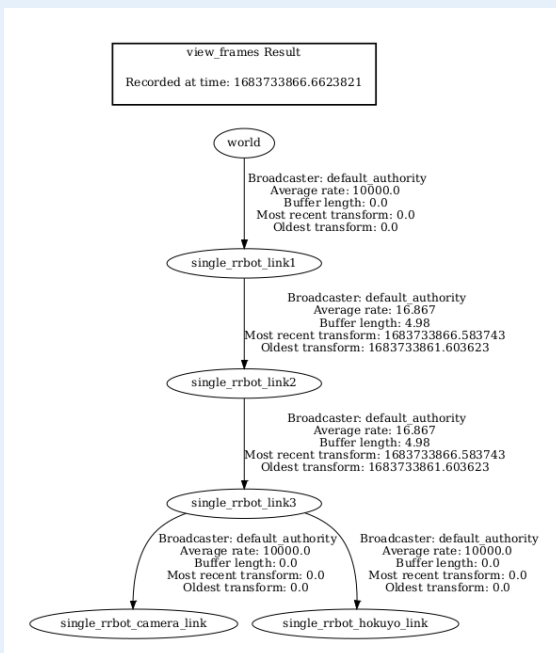 view_frames Result
Recorded at time: 1683733866.6623821
world
Broadcaster: default_authority
Average rate: 10000.0
Buffer length: 0.0
Most recent transform: 0.0
Oldest transform: 0.0
single_rrbot_link1
Broadcaster: default_authority
Average rate: 16.867
Buffer length: 4.98
Most recent transform: 1683733866.583743
Oldest transform: 1683733861.603623
single_rrbot_link2
Broadcaster: default_authority
Average rate: 16.867
Buffer length: 4.98
Most recent transform: 1683733866.583743
Oldest transform: 1683733861.603623
single_rrbot_link3
Broadcaster: default_authority
Average rate: 10000.0
Buffer length: 0.0
Most recent transform: 0.0
Oldest transform: 0.0
Broadcaster: default_authority
Average rate: 10000.0
Buffer length: 0.0
Most recent transform: 0.0
Oldest transform: 0.0
single_rrbot_camera_link
single_rrbot_hokuyo_link